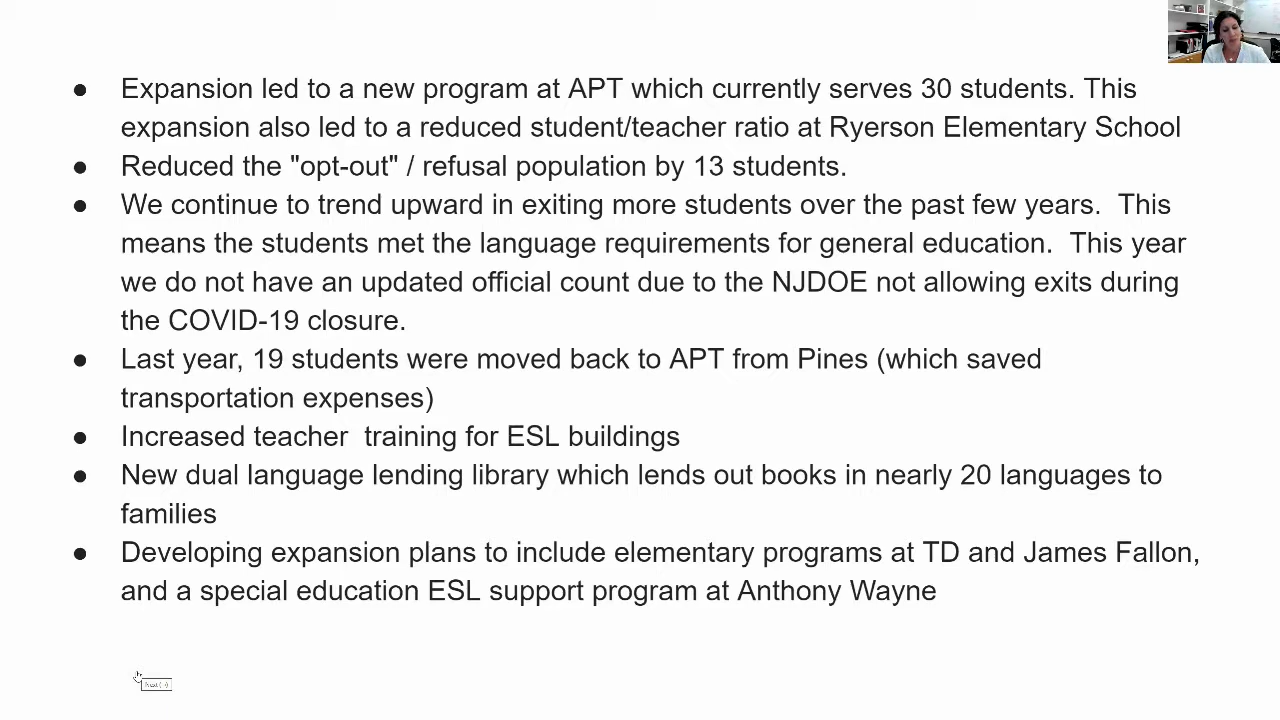 ● Expansion led to a new program at APT which currently serves 30 students. This
expansion also led to a reduced student/teacher ratio at Ryerson Elementary School
● Reduced the "opt-out" / refusal population by 13 students.
● We continue to trend upward in exiting more students over the past few years.  This
means the students met the language requirements for general education.  This year
we do not have an updated official count due to the NJDOE not allowing exits during
the COVID-19 closure.
● Last year, 19 students were moved back to APT from Pines (which saved
transportation expenses)
● Increased teacher  training for ESL buildings
● New dual language lending library which lends out books in nearly 20 languages to
families
● Developing expansion plans to include elementary programs at TD and James Fallon,
and a special education ESL support program at Anthony Wayne
Next